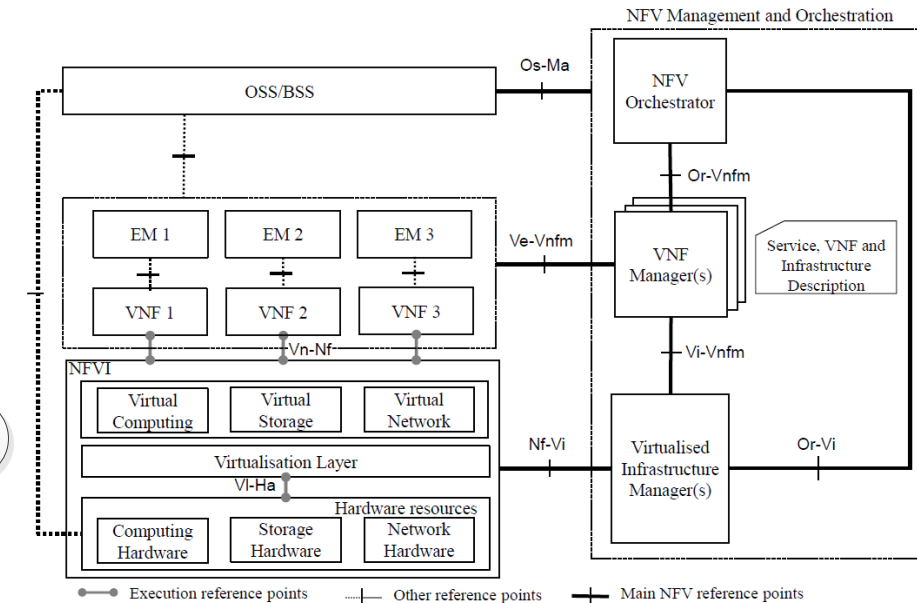 NFV Management and Orchestration
Os-Ma
OSS/BSS
NFV
Orchestrator
Or-Vnfm
EM 1
EM 2
EM 3
Ve-Vnfm
VNF
Manager(s)
Service, VNF and
Infrastructure
Description
VNF 1
VNF 2
VNF 3
Vn-Nf
Vi-Vnfm
NFVI
Virtual
Computing
Virtual
Storage
Virtual
Network
Nf-Vi
Virtualised
Infrastructure
Manager(s)
Or-Vi
Virtualisation Layer
Vl-Ha
Hardware resources
Computing
Hardware
Storage
Hardware
Network
Hardware
Execution reference points
Other reference points
Main NFV reference points